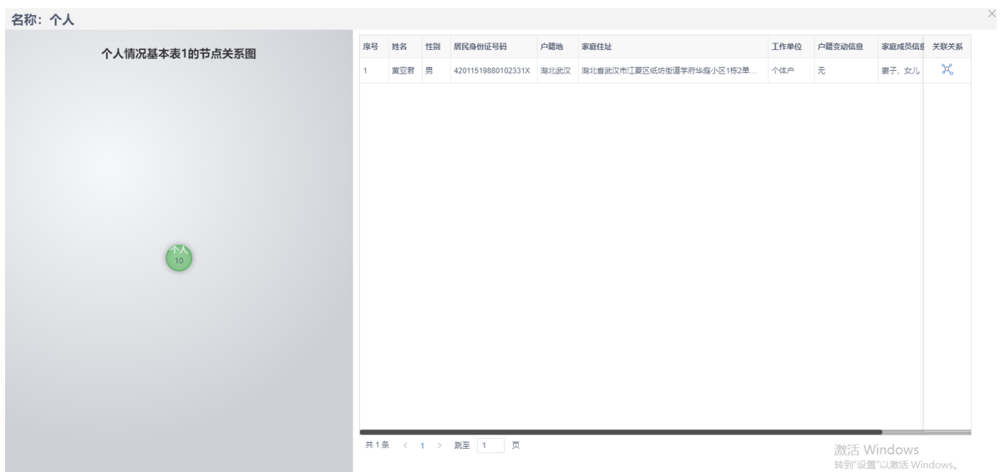 名称：个人
个人情况基本表1的节点关系图
个人
10
序号 姓名 性别 居民身份证号码 户籍地 家庭住址 工作单位 户籍变动信息 家庭成员信息 关联关系
1 黄亚君 男 42011519880102331X 湖北武汉 湖北省武汉市江夏区纸坊街道学府华庭小区1栋2单... 个体户 无 妻子、女儿
共1条 < 1 > 跳至 1 页
激活 Windows
转到"设置"以激活 Windows。